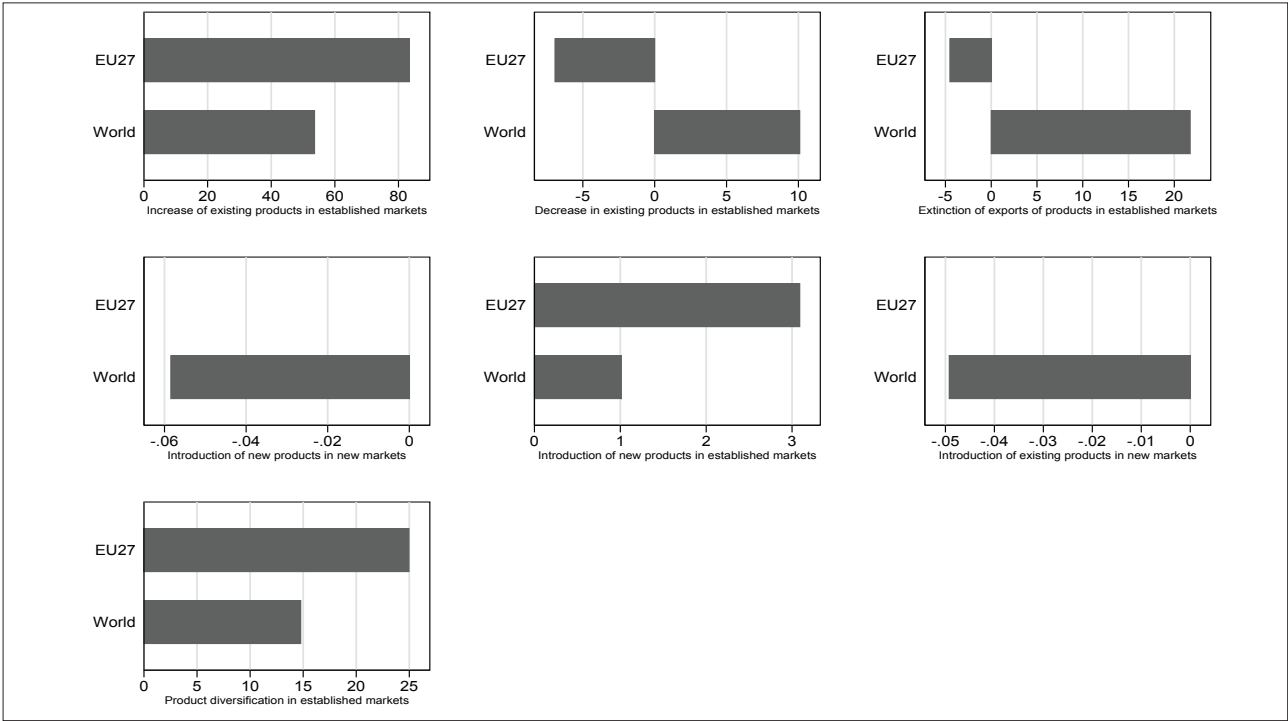 EU27
World
0 20 40 60 80
Increase of existing products in established markets
EU27
World
-5 0 5 10
Decrease in existing products in established markets
EU27
World
-5 0 5 10 15 20
Extinction of exports of products in established markets
EU27
World
-.06 -.04 -.02 0
Introduction of new products in new markets
EU27
World
0 1 2 3
Introduction of new products in established markets
EU27
World
-.05 -.04 -.03 -.02 -.01 0
Introduction of existing products in new markets
EU27
World
0 5 10 15 20 25
Product diversification in established markets